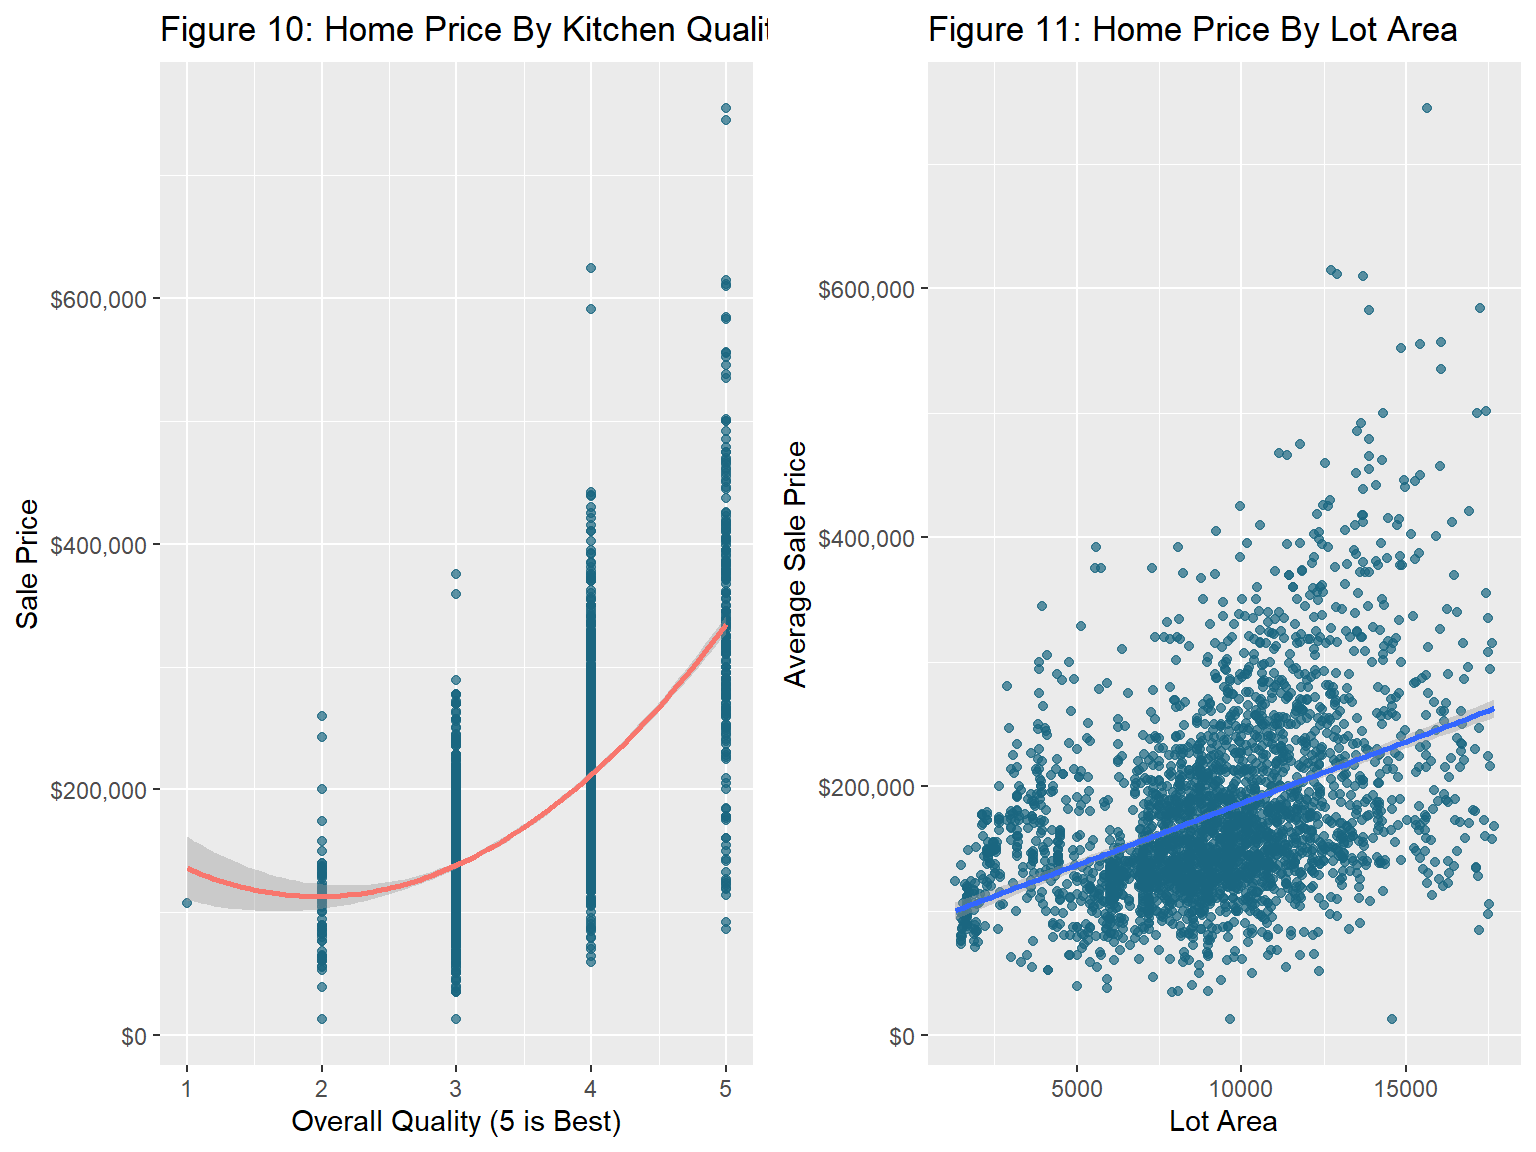 Figure 10: Home Price By Kitchen Qualit
Sale Price
$600,000
$400,000
$200,000
$0
1 2 3 4 5
Overall Quality (5 is Best)
Figure 11: Home Price By Lot Area
Average Sale Price
$600,000
$400,000
$200,000
$0
5000 10000 15000
Lot Area